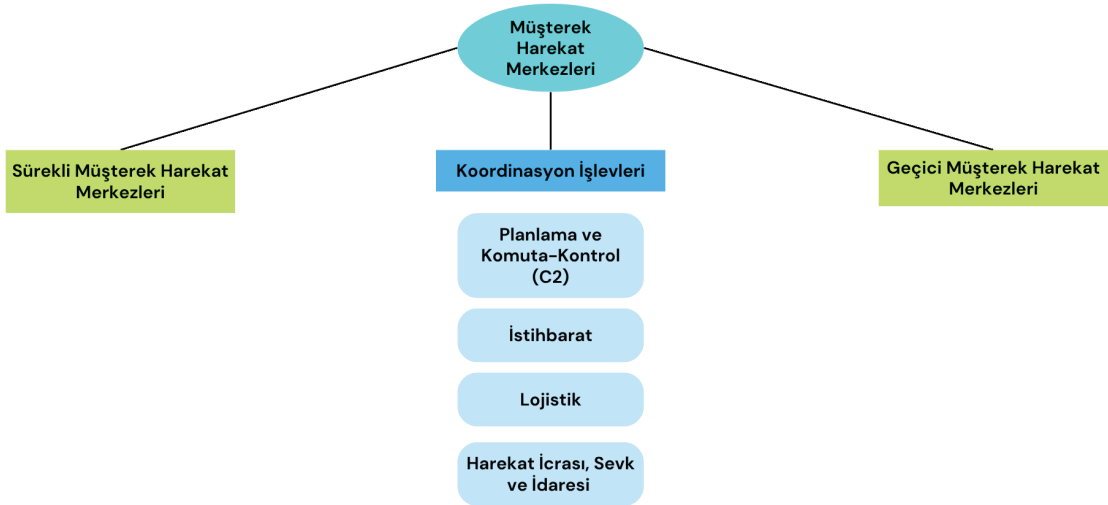 Müşterek
Harekat
Merkezleri
Sürekli Müşterek Harekat
Merkezleri
Koordinasyon İşlevleri
Geçici Müşterek Harekat
Merkezleri
Planlama ve
Komuta-Kontrol
(C2)
İstihbarat
Lojistik
Harekat İcrası, Sevk
ve İdaresi